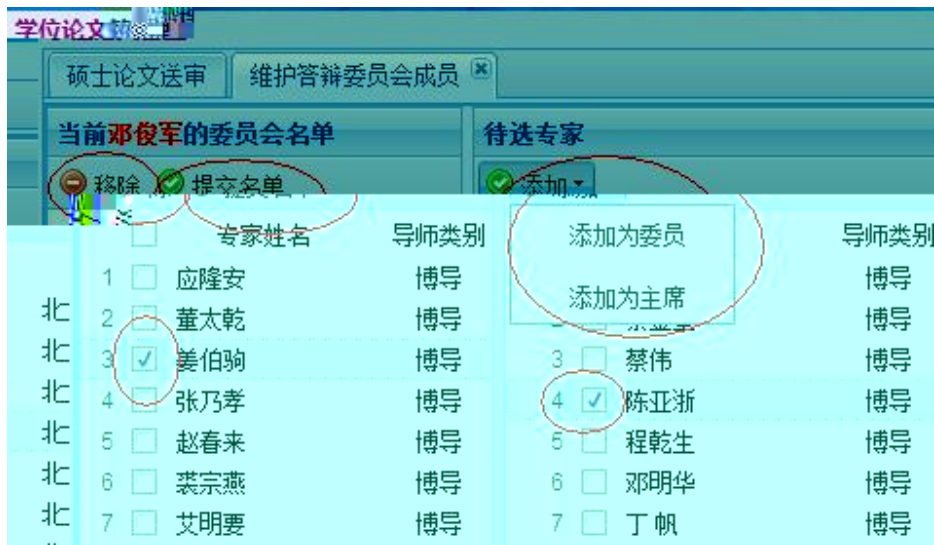 学位论文
硕士论文送审 维护答辩委员会成员
当前邓俊军的委员会名单 待选专家
移除 提交名单 添加
专家姓名 导师类别 添加为委员 导师类别
1 应隆安 博导 博导
添加为主席
北 2 董太乾 博导 博导
北 3 姜伯驹 博导 3 蔡伟 博导
北 4 张乃孝 博导 4 陈亚浙 博导
北 5 赵春来 博导 5 程乾生 博导
北 6 裘宗燕 博导 6 邓明华 博导
北 7 艾明要 博导 7 丁帆 博导